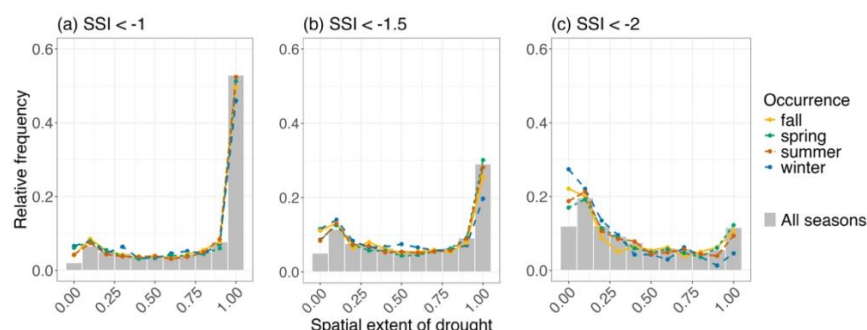 (a) SSI < -1
(b) SSI < -1.5
(c) SSI < -2
Relative frequency
0.6
0.4
0.2
0.0
0.6
0.4
0.2
0.0
0.6
0.4
0.2
0.0
0.00 0.25 0.50 0.75 1.00
0.00 0.25 0.50 0.75 1.00
0.00 0.25 0.50 0.75 1.00
Spatial extent of drought
Occurrence
fall
spring
summer
winter
All seasons